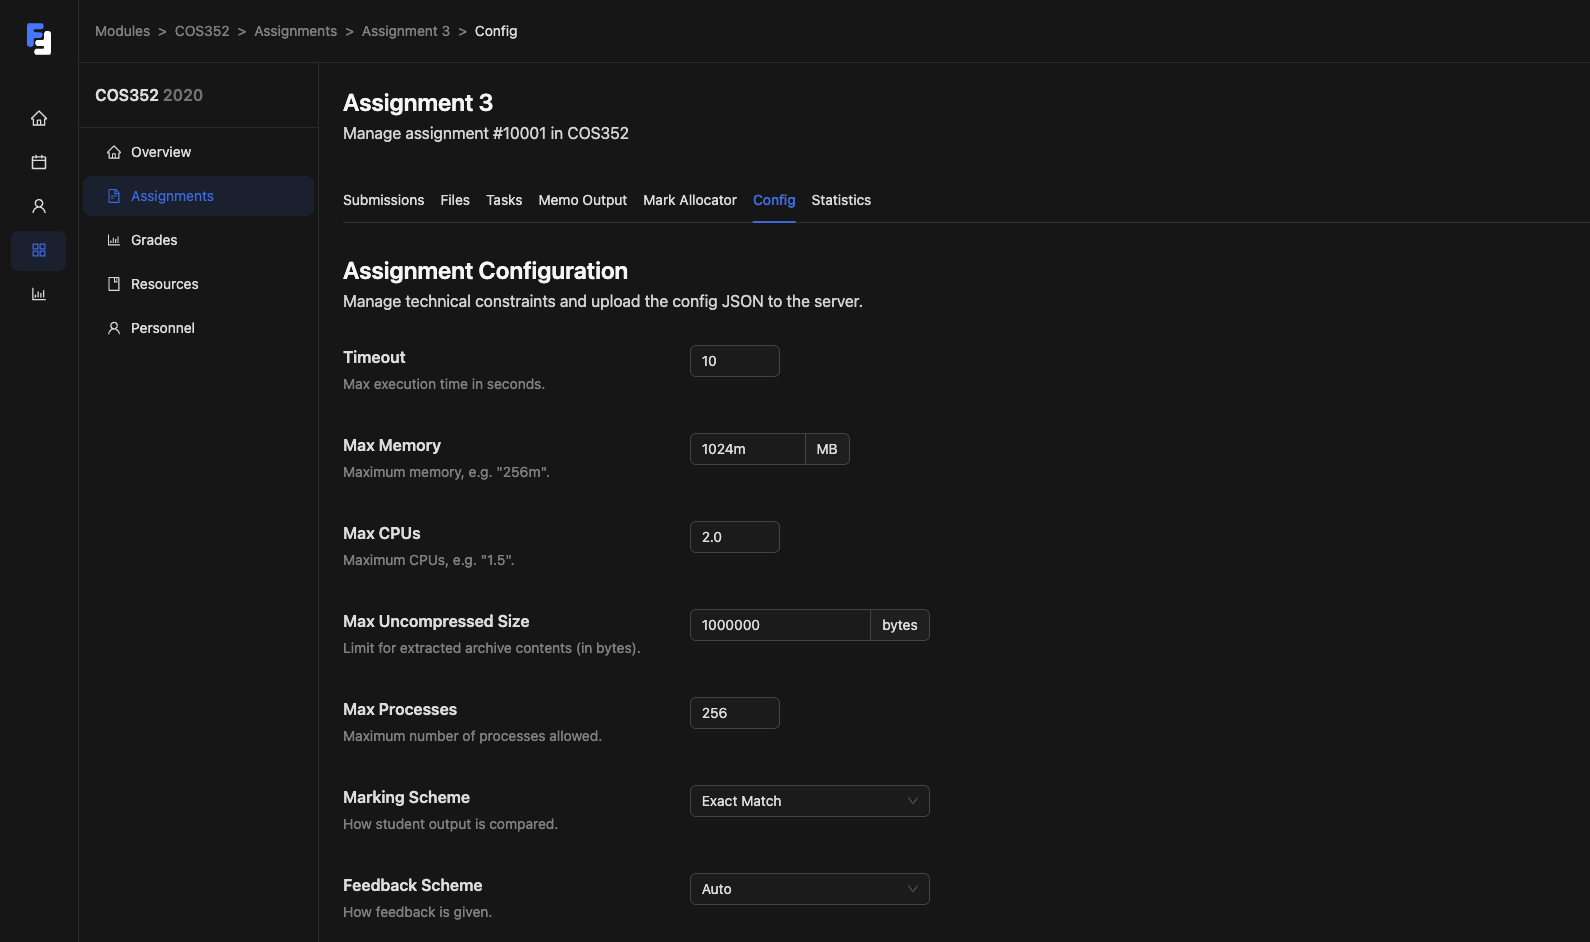 Modules > COS352 > Assignments > Assignment 3 > Config
COS352 2020
Overview
Assignments
Grades
Resources
Personnel
Assignment 3
Manage assignment #10001 in COS352
Submissions Files Tasks Memo Output Mark Allocator Config Statistics
Assignment Configuration
Manage technical constraints and upload the config JSON to the server.
Timeout
10
Max execution time in seconds.
Max Memory
1024m MB
Maximum memory, e.g. "256m".
Max CPUs
2.0
Maximum CPUs, e.g. "1.5".
Max Uncompressed Size
1000000 bytes
Limit for extracted archive contents (in bytes).
Max Processes
256
Maximum number of processes allowed.
Marking Scheme
Exact Match
How student output is compared.
Feedback Scheme
Auto
How feedback is given.